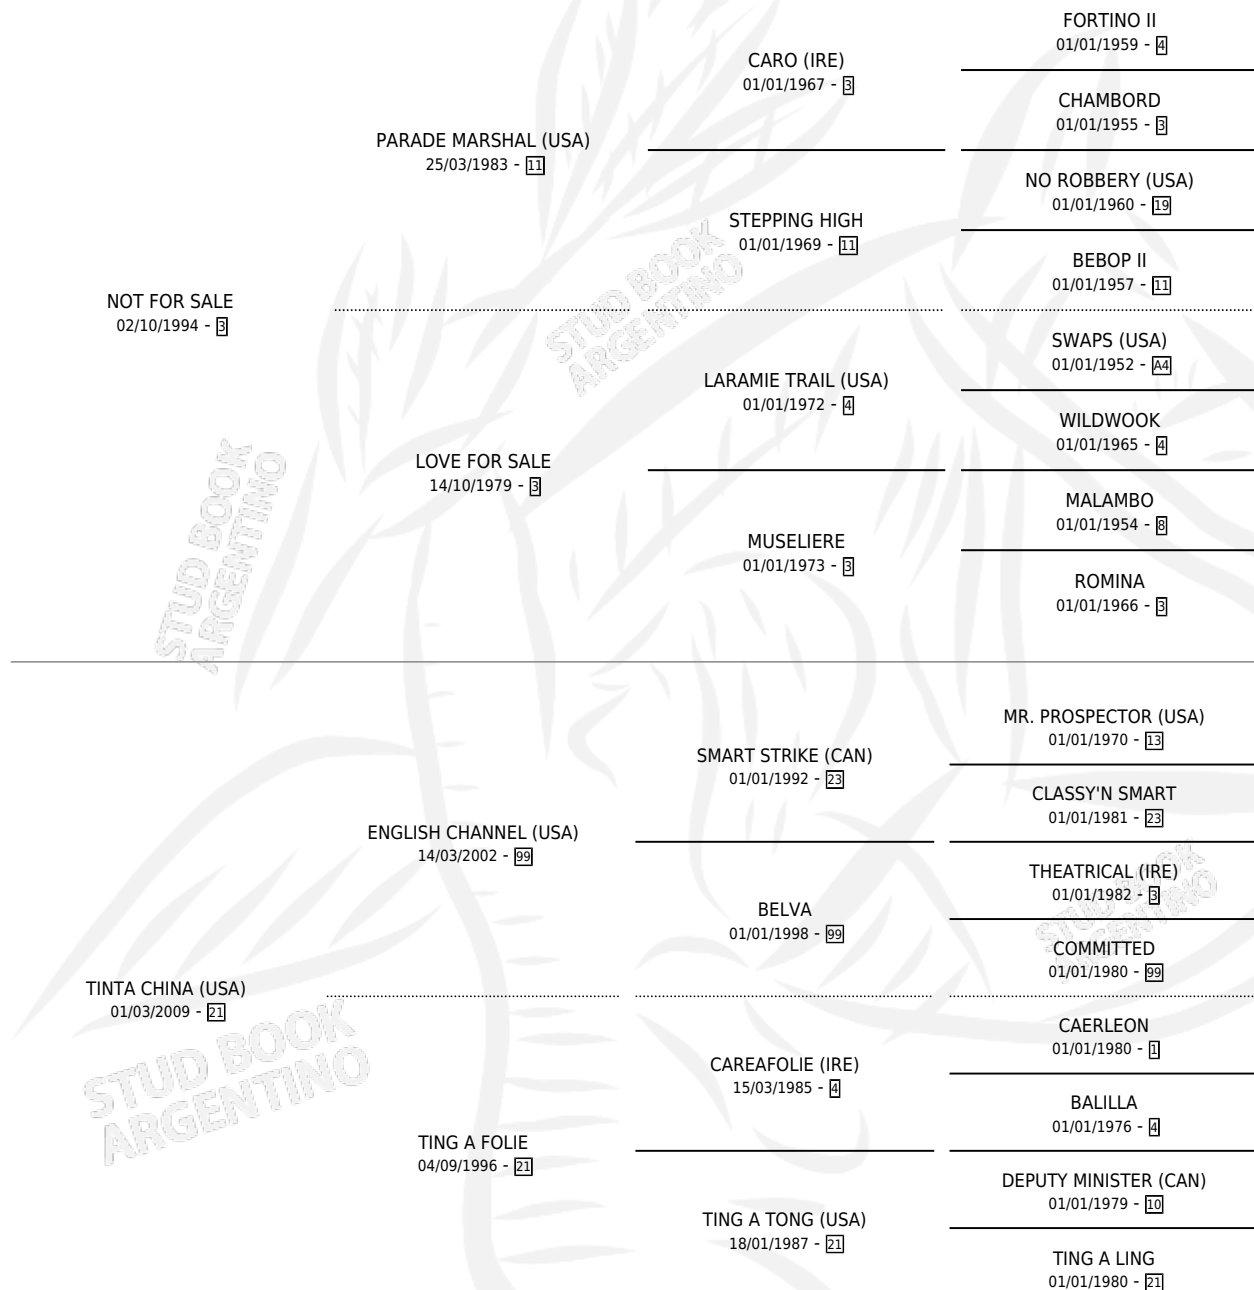 FORTINO II
01/01/1959 - 4
CARO (IRE)
01/01/1967 - 3
CHAMBORD
01/01/1955 - 3
PARADE MARSHAL (USA)
25/03/1983 - 11
NO ROBBERY (USA)
01/01/1960 - 19
STEPPING HIGH
01/01/1969 - 11
BEBOP II
01/01/1957 - 11
NOT FOR SALE
02/10/1994 - 3
STUD BOOK
ARGENTINO
SWAPS (USA)
01/01/1952 - A4
LARAMIE TRAIL (USA)
01/01/1972 - 4
WILDWOOK
01/01/1965 - 4
LOVE FOR SALE
14/10/1979 - 3
MALAMBO
01/01/1954 - 8
MUSELIERE
01/01/1973 - 3
ROMINA
01/01/1966 - 3
STUD BOOK
ARGENTINO
MR. PROSPECTOR (USA)
01/01/1970 - 13
SMART STRIKE (CAN)
01/01/1992 - 23
CLASSY'N SMART
01/01/1981 - 23
ENGLISH CHANNEL (USA)
14/03/2002 - 99
THEATRICAL (IRE)
01/01/1982 - 3
BELVA
01/01/1998 - 99
COMMITTED
01/01/1980 - 99
STUD BOOK
ARGENTINO
TINTA CHINA (USA)
01/03/2009 - 21
CAERLEON
01/01/1980 - 1
CAREAFOLIE (IRE)
15/03/1985 - 4
BALILLA
01/01/1976 - 4
STUD BOOK
ARGENTINO
TING A FOLIE
04/09/1996 - 21
DEPUTY MINISTER (CAN)
01/01/1979 - 10
TING A TONG (USA)
18/01/1987 - 21
TING A LING
01/01/1980 - 21